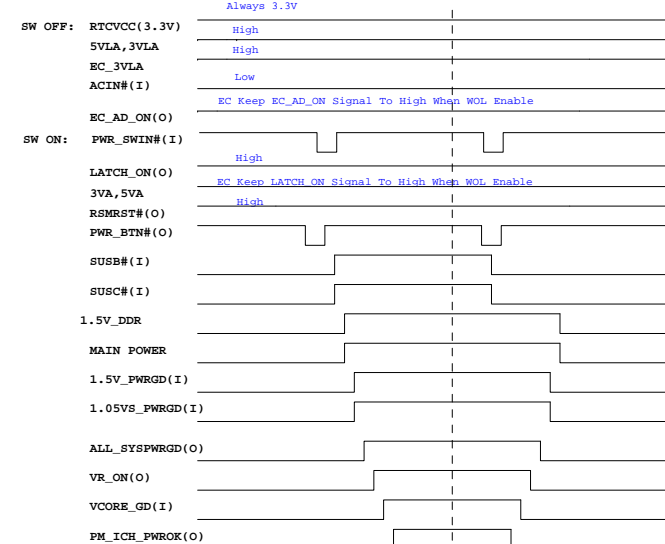 Always 3.3V
SW OFF: RTCVCC(3.3V)
High
5VLA,3VLA
High
EC_3VLA
Low
ACIN#(I)
EC Keep EC_AD_ON Signal To High When WOL Enable
EC_AD_ON(O)
SW ON: PWR_SWIN#(I)
High
LATCH_ON(O)
EC Keep LATCH_ON Signal To High When WOL Enable
3VA,5VA
High
RSMRST#(O)
PWR_BTN#(O)
SUSB#(I)
SUSC#(I)
1.5V_DDR
MAIN POWER
1.5V_PWRGD(I)
1.05VS_PWRGD(I)
ALL_SYSPWRGD(O)
VR_ON(O)
VCORE_GD(I)
PM_ICH_PWROK(O)